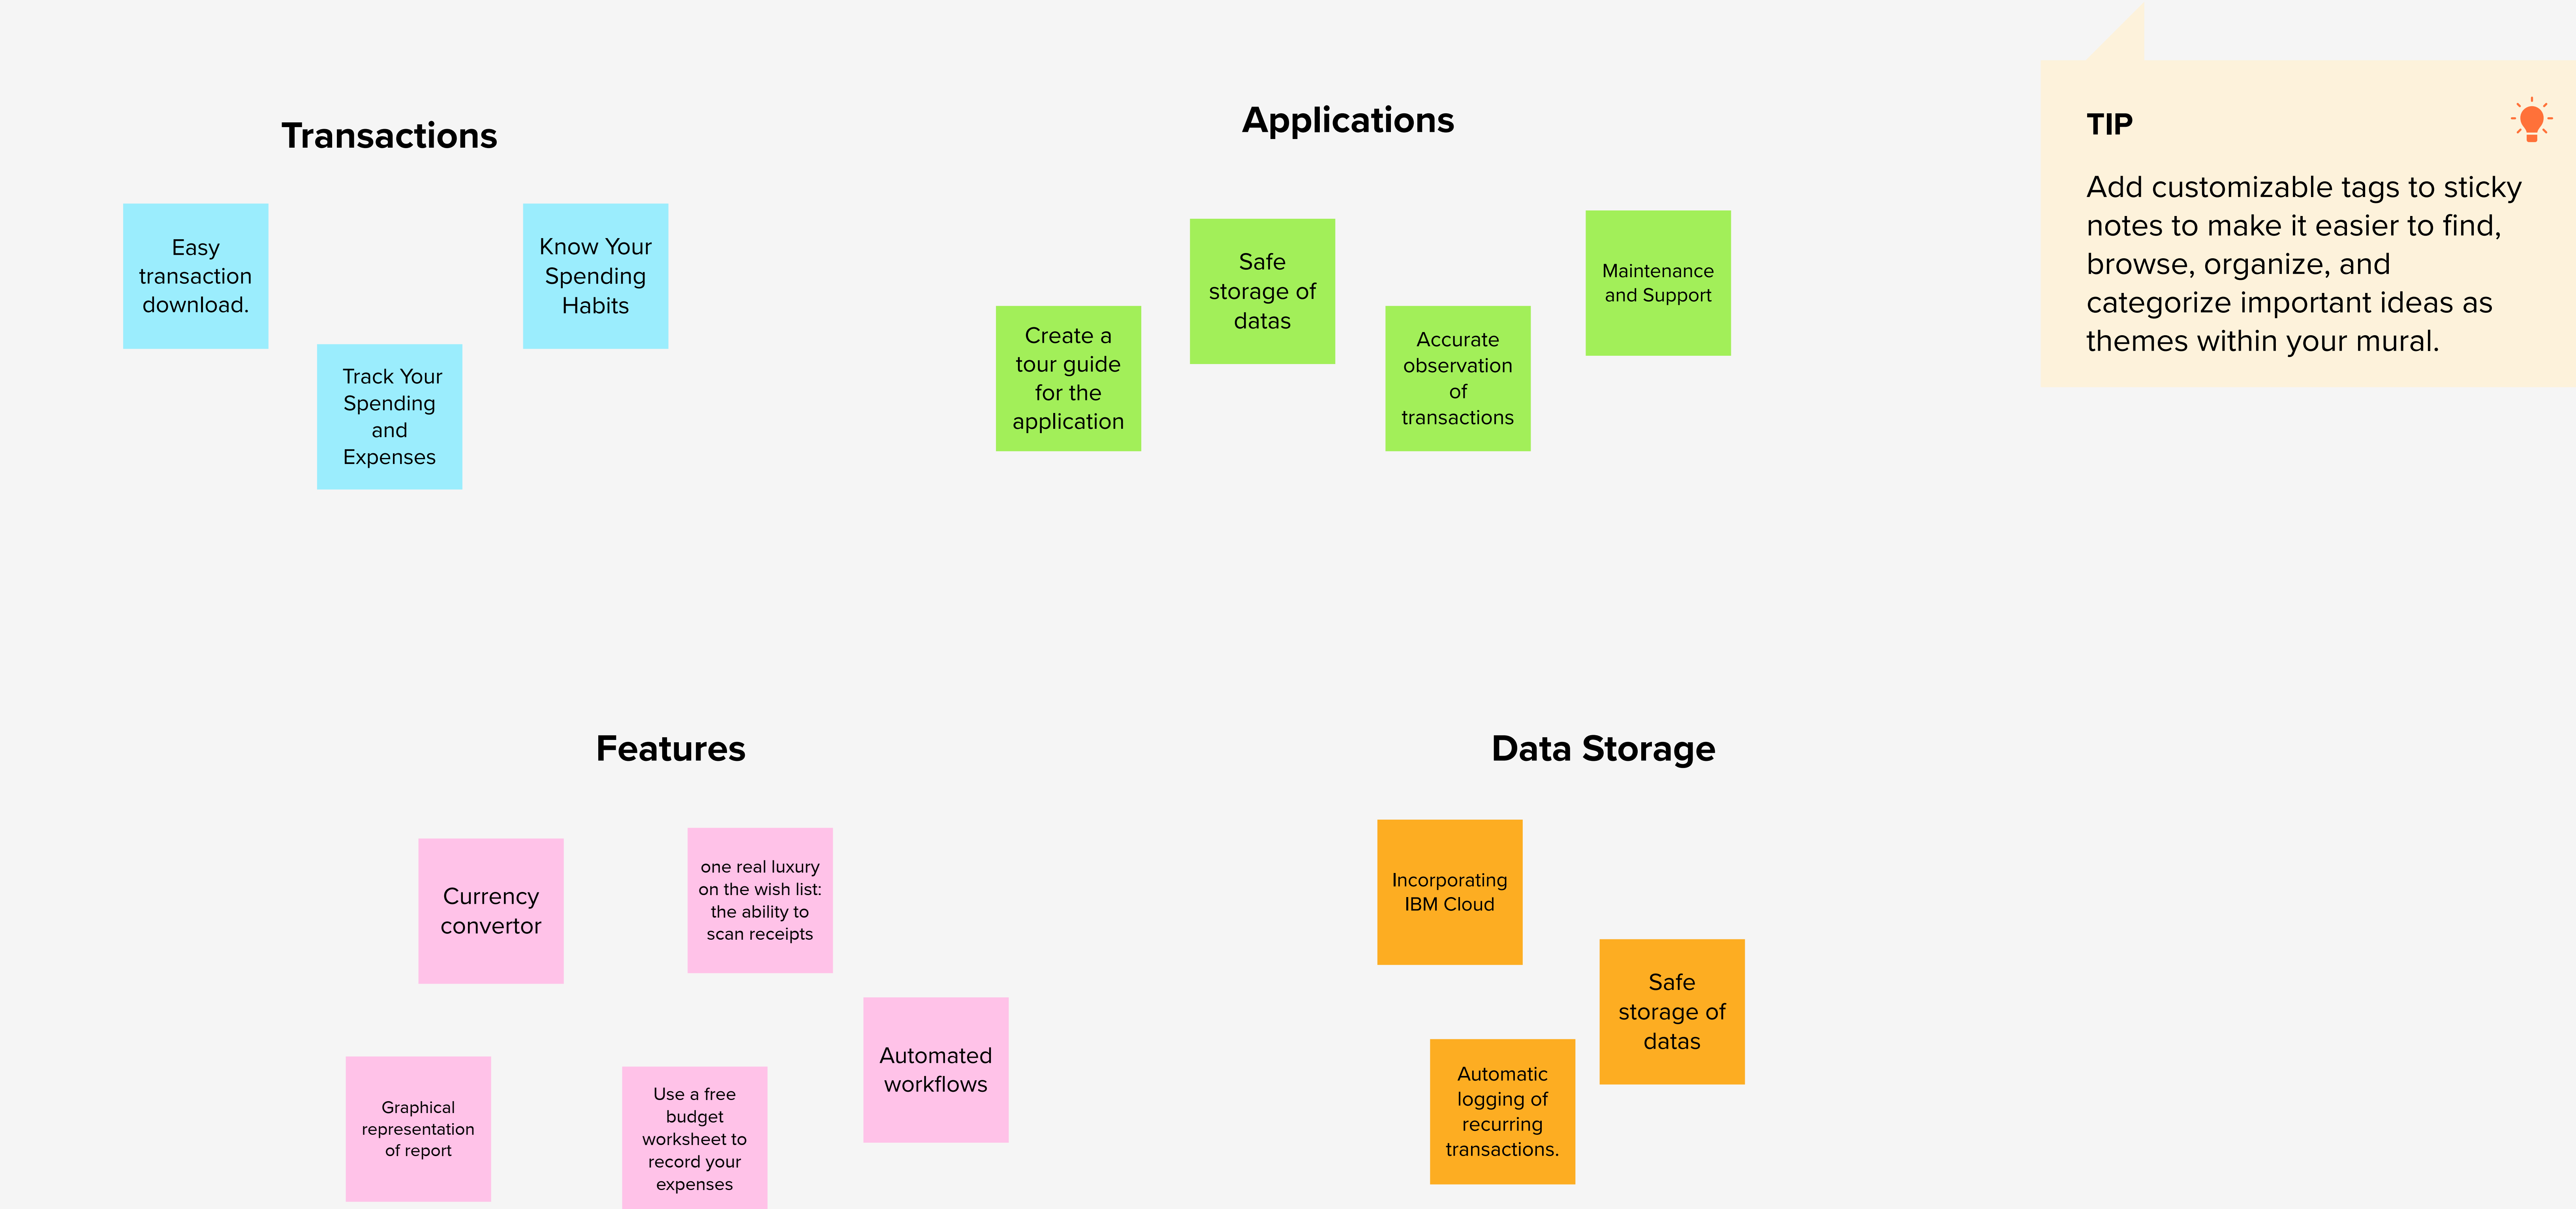 Transactions
Easy
transaction
download.
Know Your
Spending
Habits
Track Your
Spending
and
Expenses
Applications
Create a
tour guide
for the
application
Safe
storage of
datas
Accurate
observation
of
transactions
Maintenance
and Support
TIP
Add customizable tags to sticky
notes to make it easier to find,
browse, organize, and
categorize important ideas as
themes within your mural.
Features
Currency
convertor
one real luxury
on the wish list:
the ability to
scan receipts
Automated
workflows
Graphical
representation
of report
Use a free
budget
worksheet to
record your
expenses
Data Storage
Incorporating
IBM Cloud
Safe
storage of
datas
Automatic
logging of
recurring
transactions.